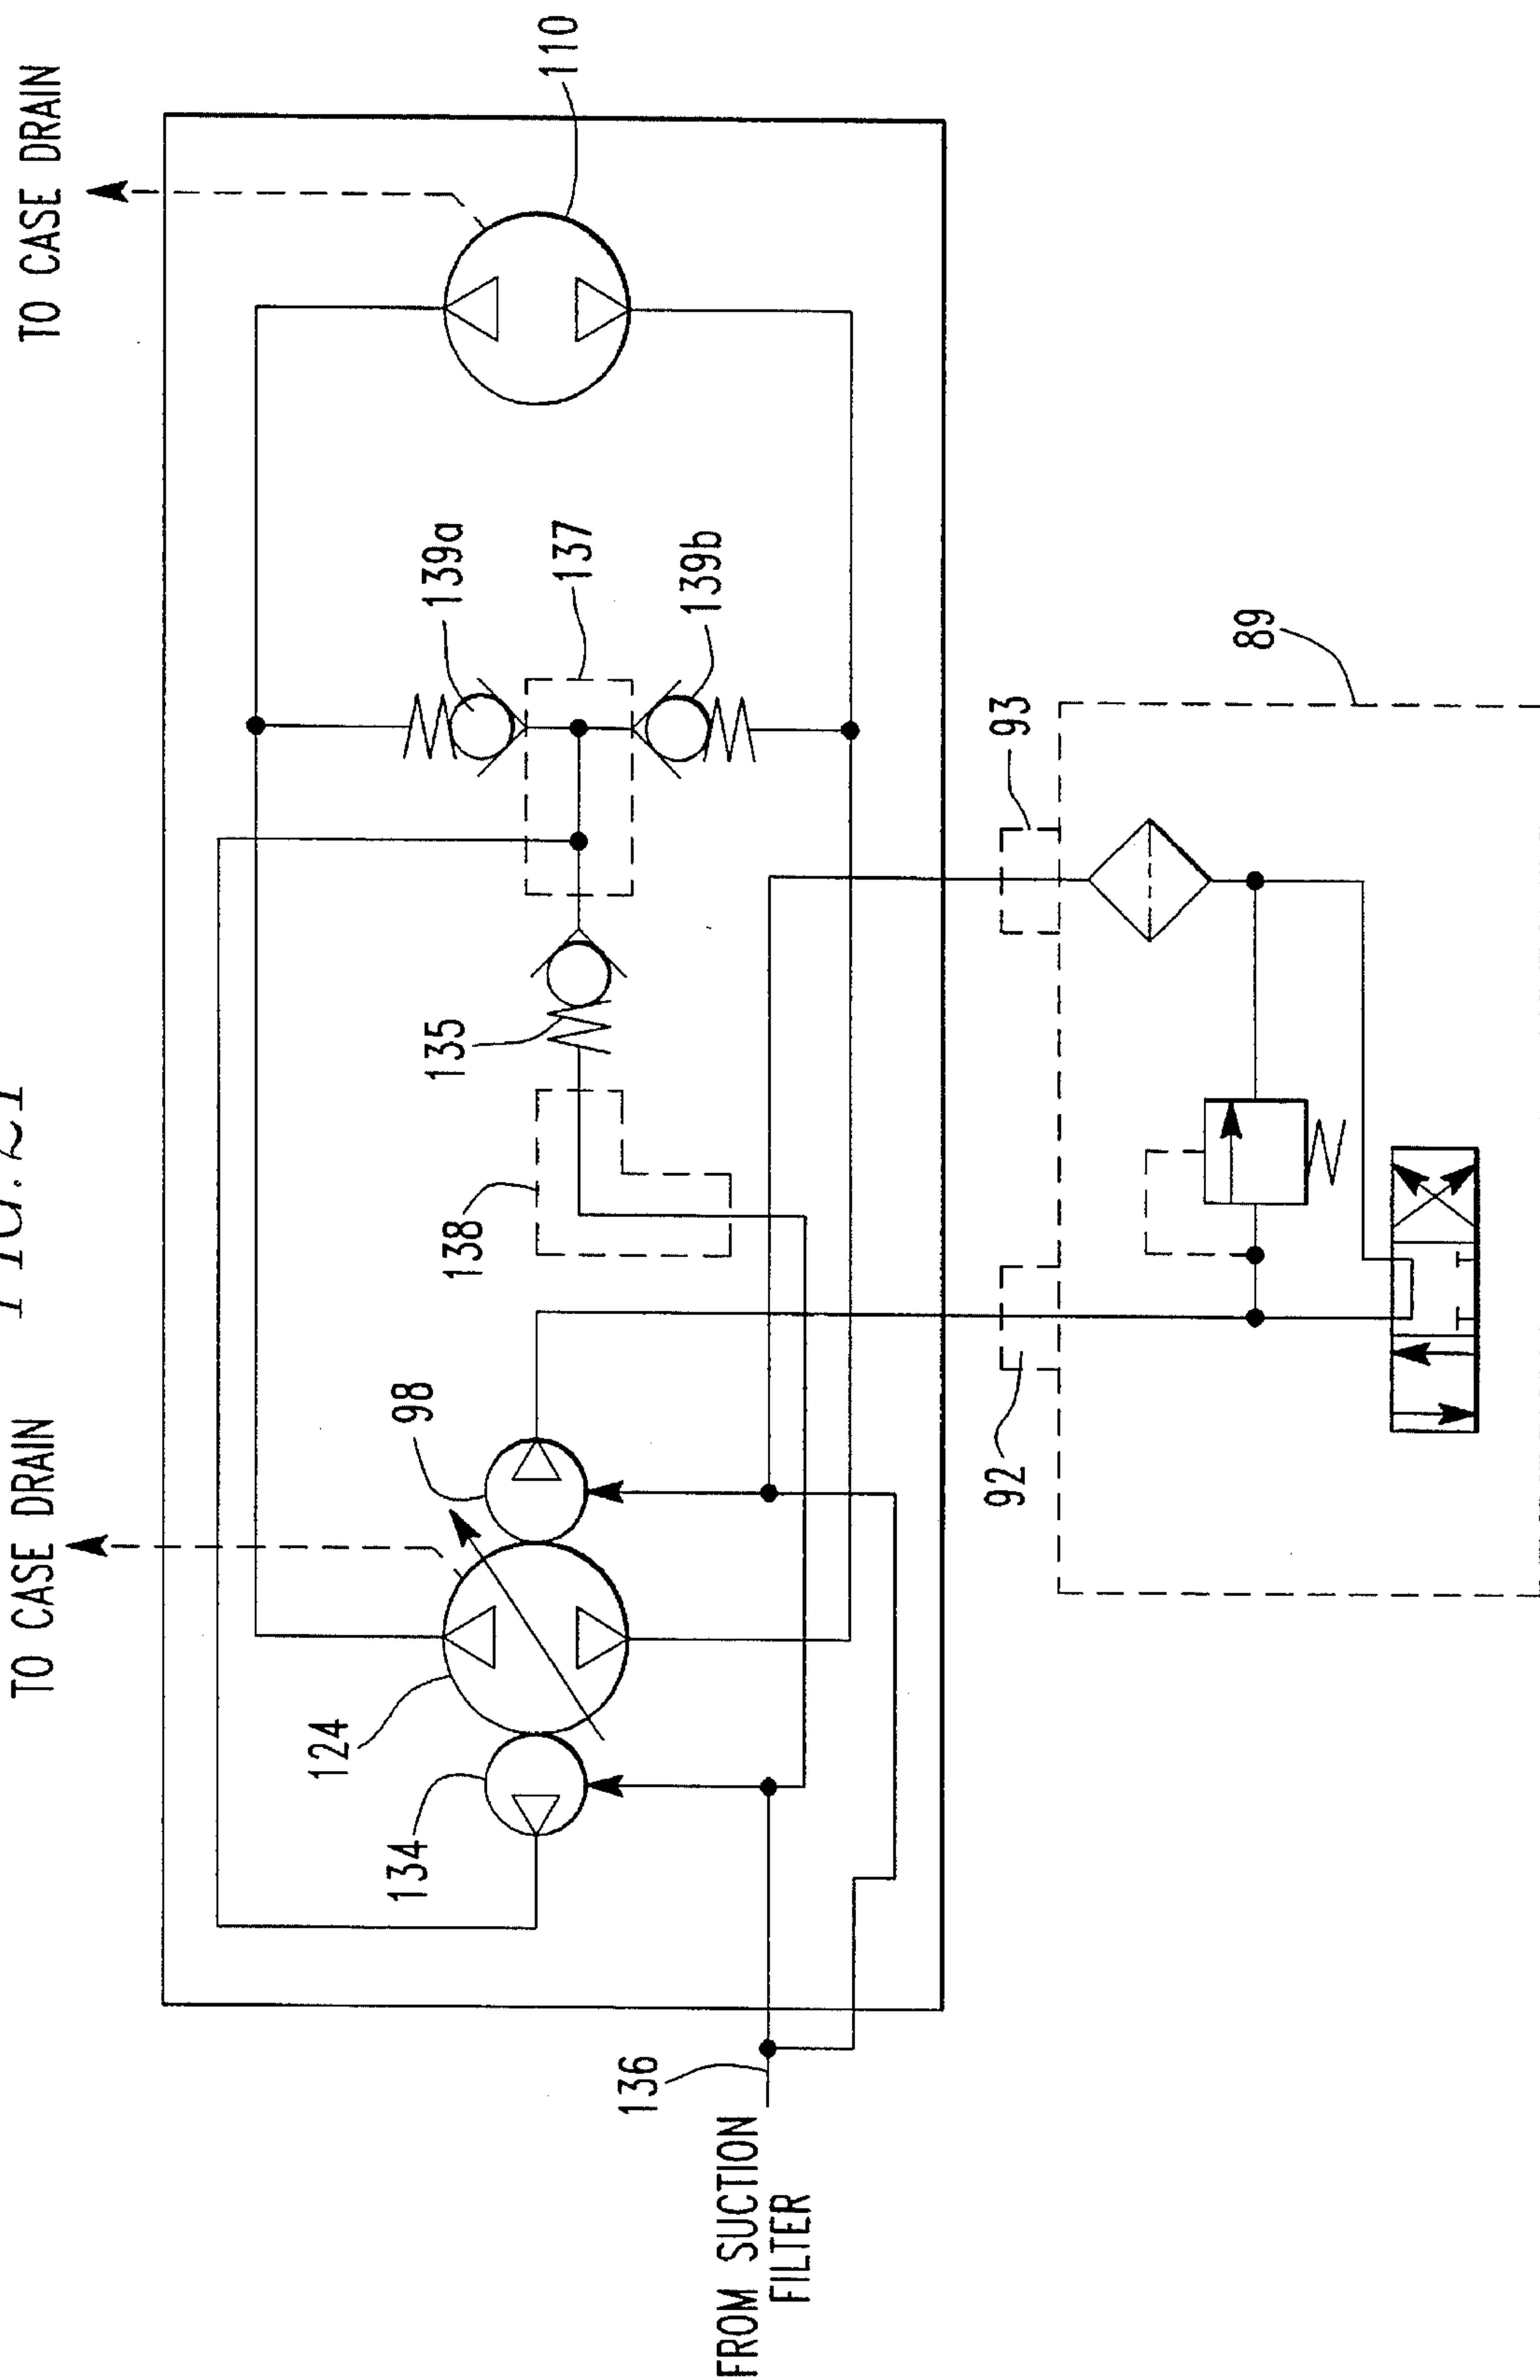 TO CASE DRAIN
TO CASE DRAIN
110
139a
137
139b
135
138
98
124
134
93
92
89
136
FROM SUCTION
FILTER